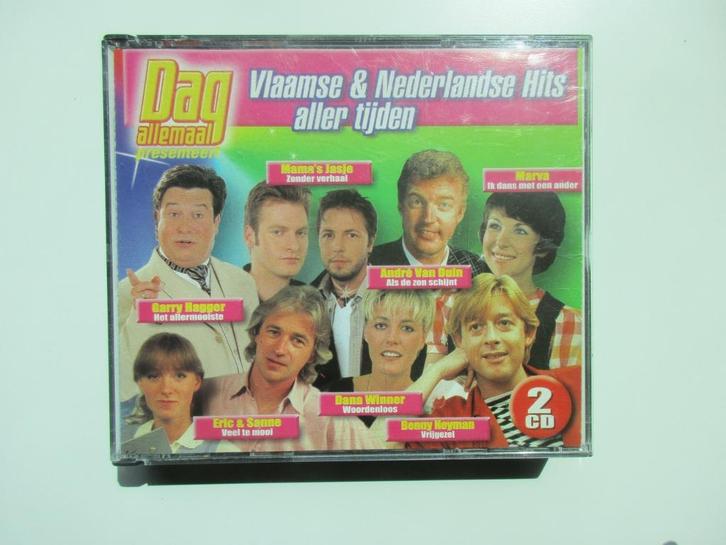 Dag
allemaal
presenteert
Vlaamse & Nederlandse Hits
aller tijden
Mama's Jasje
Zonder verhaal
Marva
Ik dans met een ander
André Van Duin
Als de zon schijnt
Garry Hagger
Het allermooiste
Dana Winner
Woordenloos
Eric & Sanne
Veel te mooi
Benny Neyman
Vrijgezel
2
CD